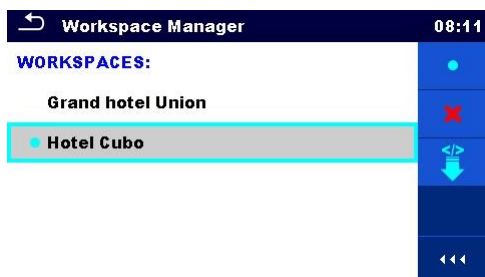 Workspace Manager 08:11
WORKSPACES:
Grand hotel Union
Hotel Cubo